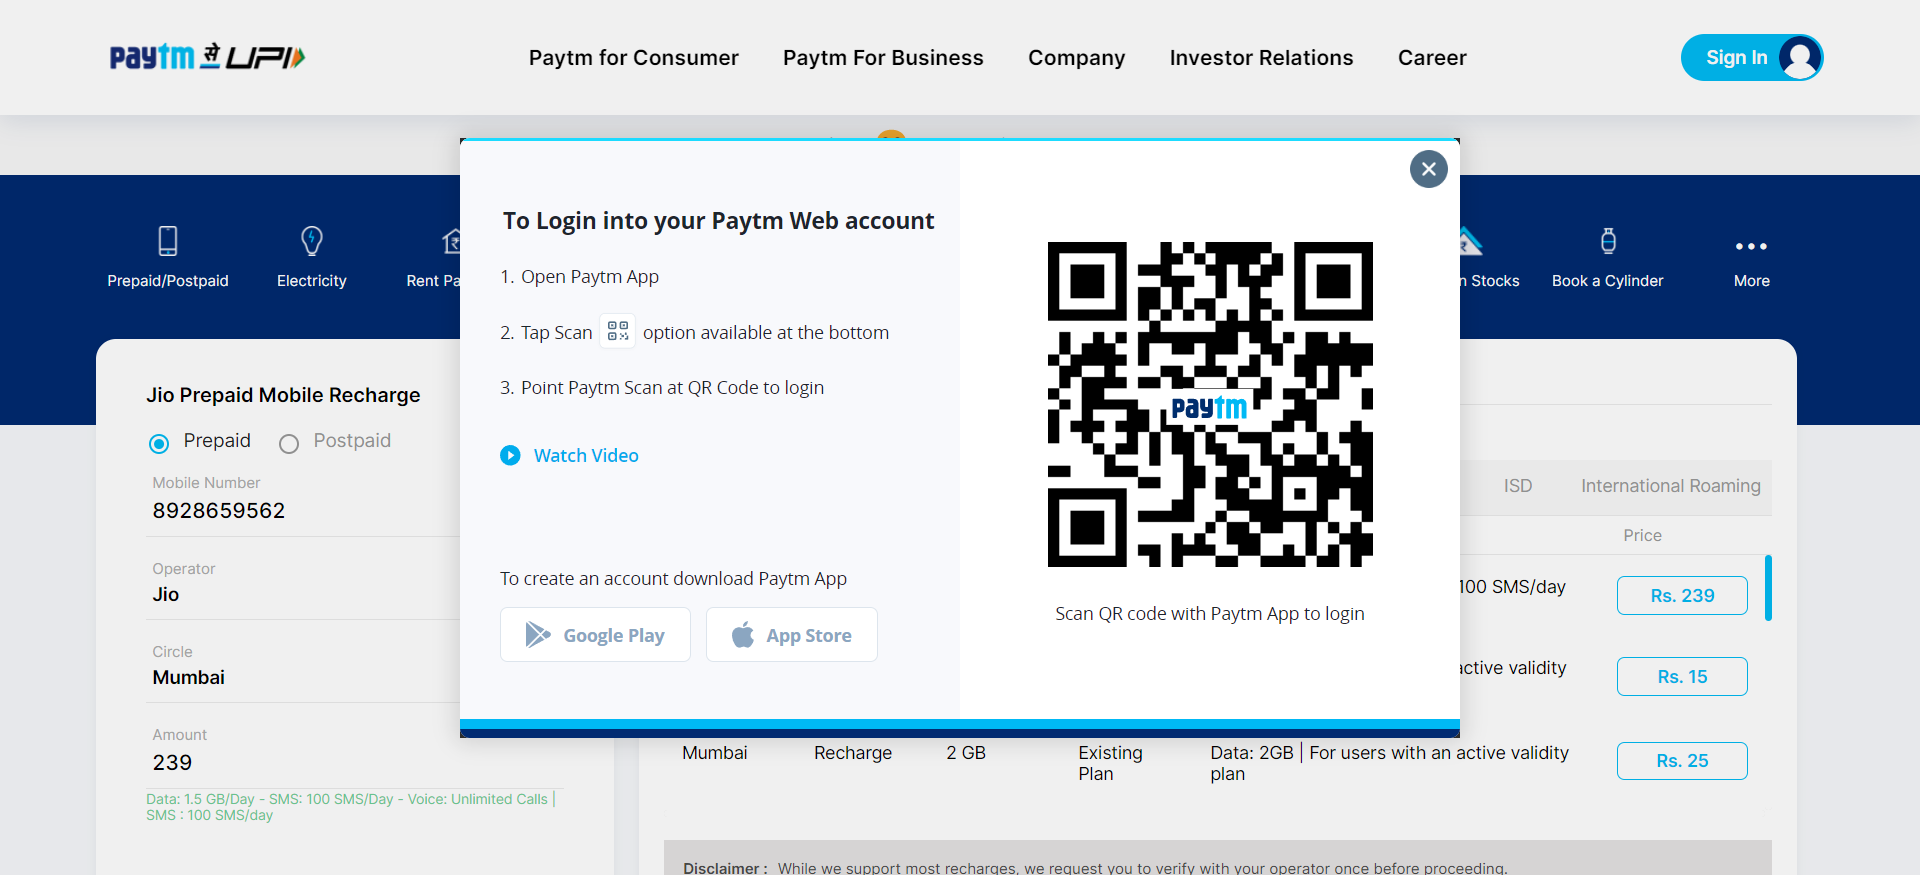 paytm से UPI
Paytm for Consumer
Paytm For Business
Company
Investor Relations
Career
Sign In
Prepaid/Postpaid
Electricity
Rent Pa
n Stocks
Book a Cylinder
More
To Login into your Paytm Web account
1. Open Paytm App
2. Tap Scan option available at the bottom
3. Point Paytm Scan at QR Code to login
Watch Video
To create an account download Paytm App
Google Play
App Store
paytm
Scan QR code with Paytm App to login
Jio Prepaid Mobile Recharge
Prepaid
Postpaid
Mobile Number
8928659562
Operator
Jio
Circle
Mumbai
Amount
239
Data: 1.5 GB/Day - SMS: 100 SMS/Day - Voice: Unlimited Calls |
SMS : 100 SMS/day
ISD
International Roaming
Price
100 SMS/day
Rs. 239
active validity
Rs. 15
Mumbai
Recharge
2 GB
Existing
Plan
Data: 2GB | For users with an active validity
plan
Rs. 25
Disclaimer : While we support most recharges, we request you to verify with your operator once before proceeding.